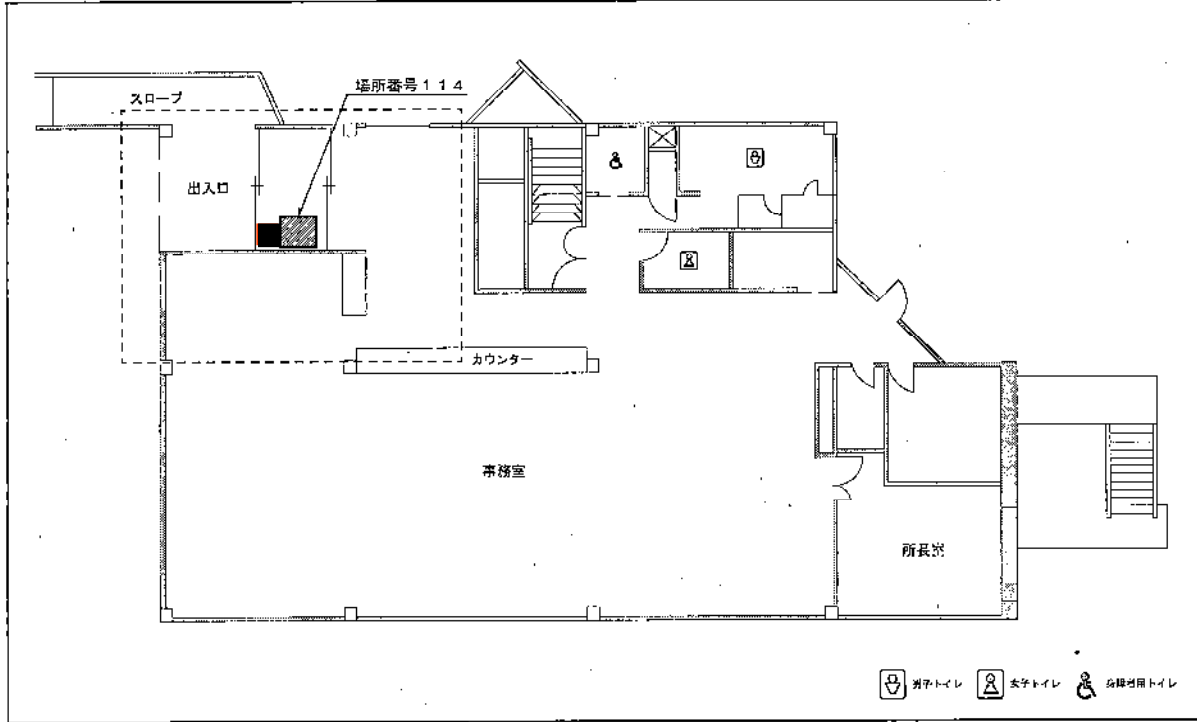 場所番号114
スロープ
出入口
カウンター
事務室
所長室
男子トイレ
女子トイレ
身障者用トイレ